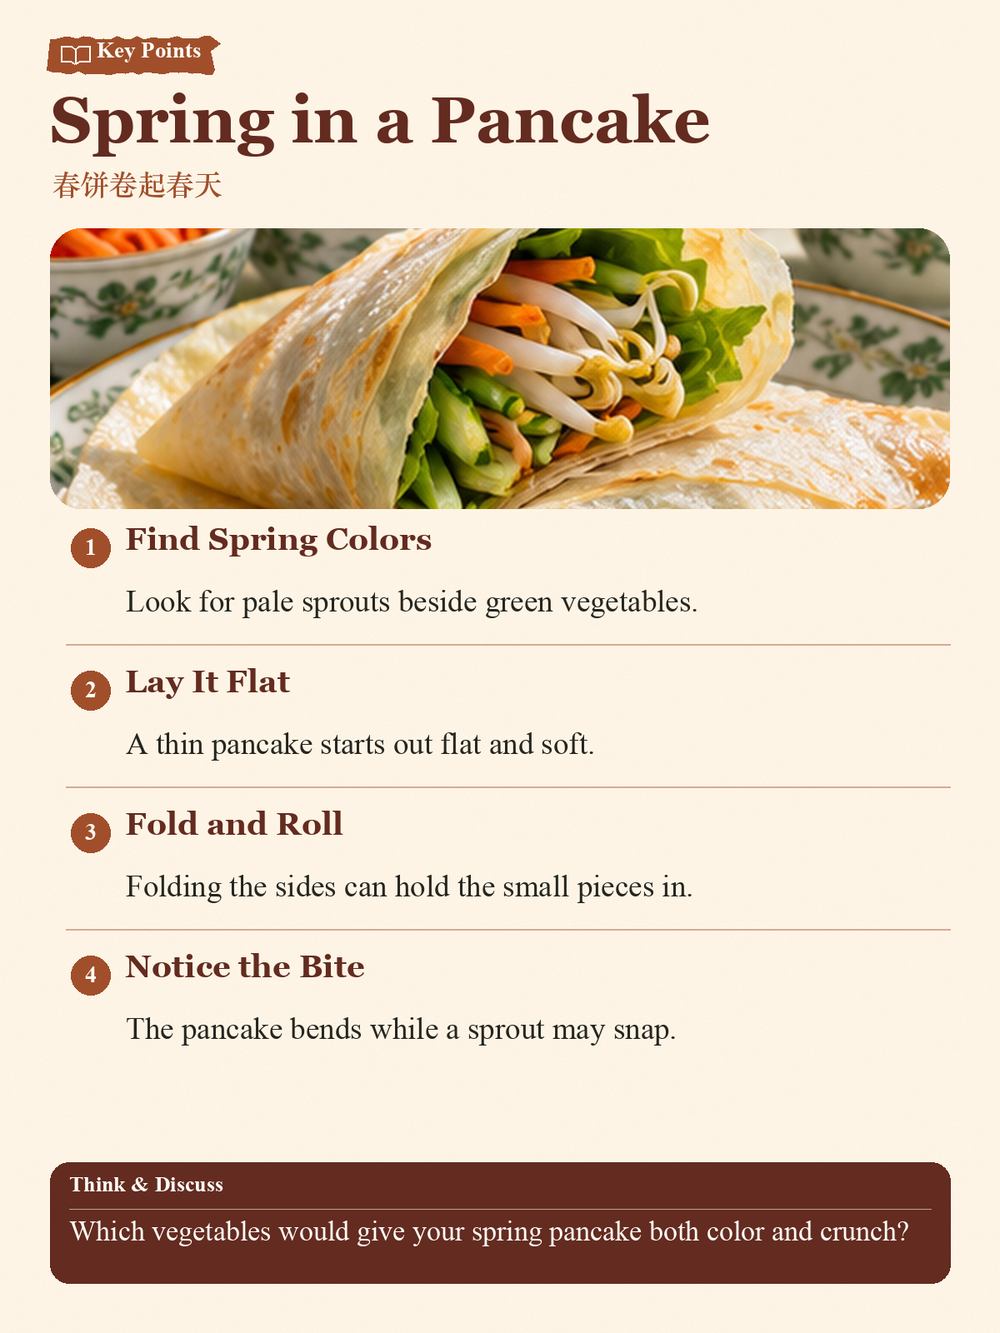 Key Points
Spring in a Pancake
春饼卷起春天
1 Find Spring Colors
Look for pale sprouts beside green vegetables.
2 Lay It Flat
A thin pancake starts out flat and soft.
3 Fold and Roll
Folding the sides can hold the small pieces in.
4 Notice the Bite
The pancake bends while a sprout may snap.
Think & Discuss
Which vegetables would give your spring pancake both color and crunch?